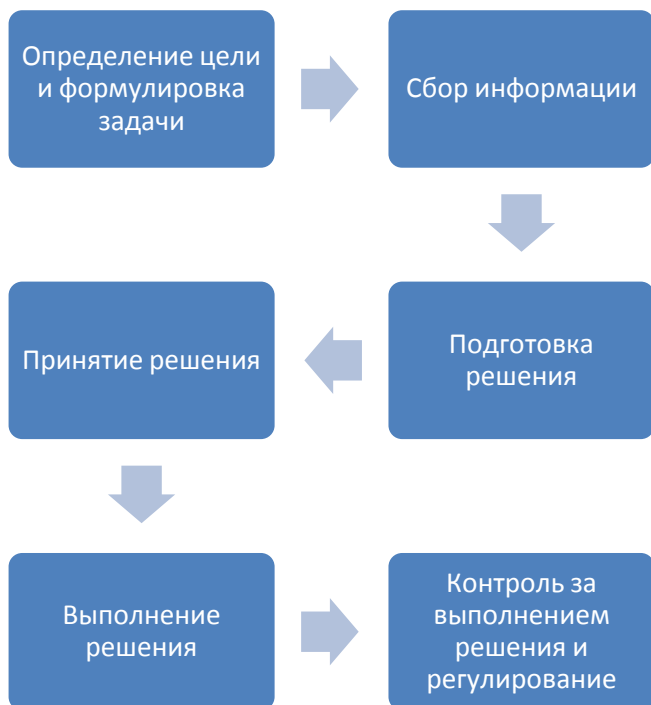 Определение цели
и формулировка
задачи
Сбор информации
Подготовка
решения
Принятие решения
Выполнение
решения
Контроль за
выполнением
решения и
регулирование